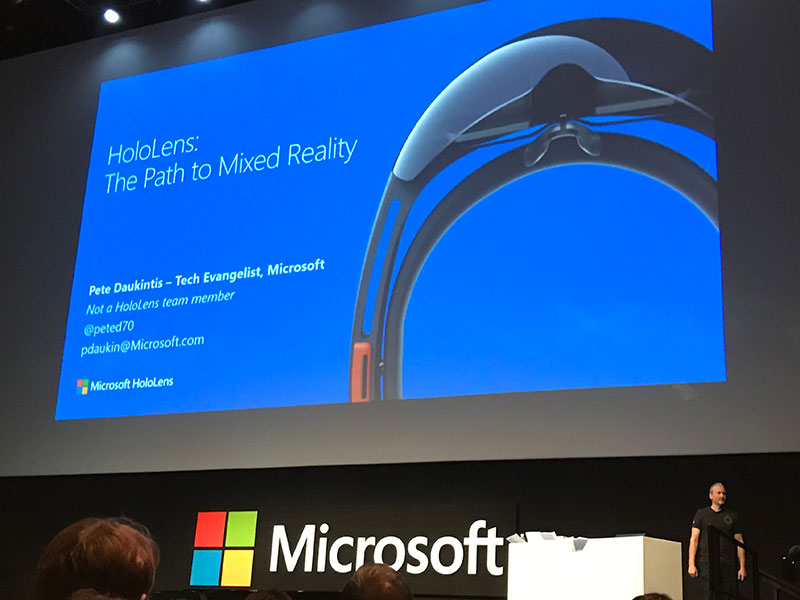 HoloLens:
The Path to Mixed Reality
Pete Daukintis – Tech Evangelist, Microsoft
Not a HoloLens team member
@peted70
pdaukin@Microsoft.com
Microsoft HoloLens
Microsoft